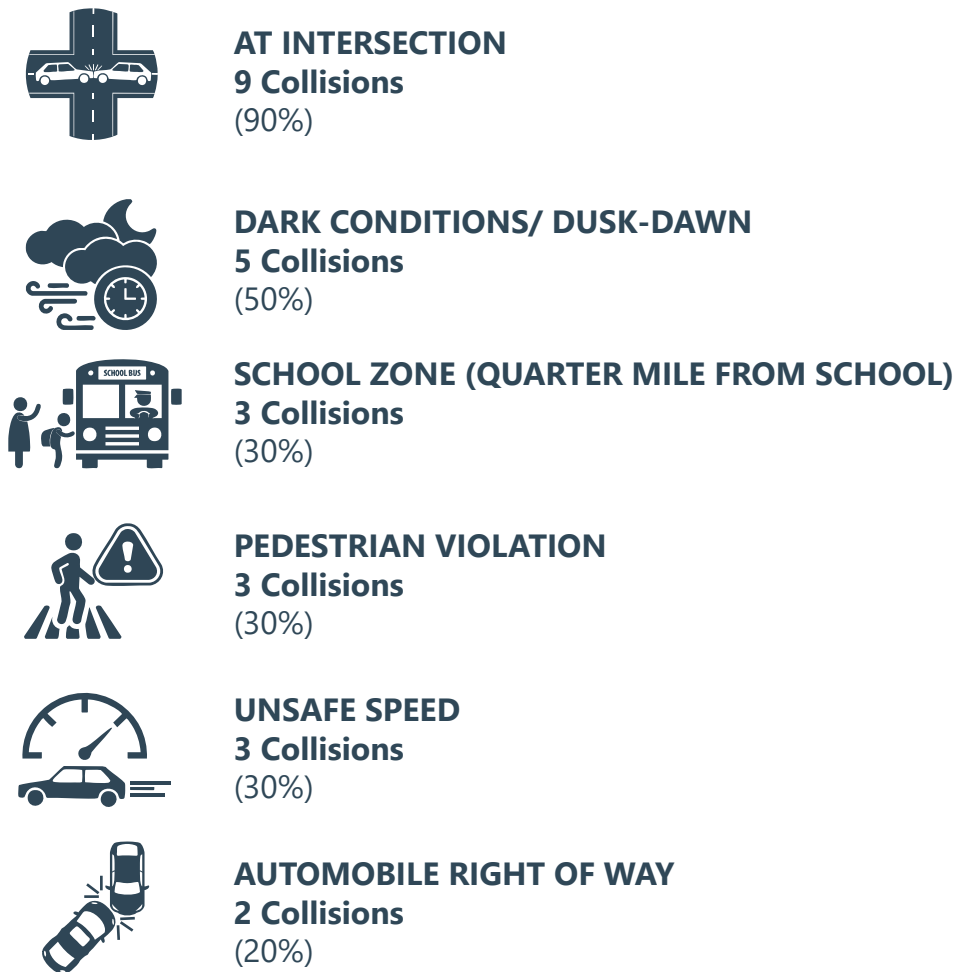 AT INTERSECTION
9 Collisions
(90%)
DARK CONDITIONS/ DUSK-DAWN
5 Collisions
(50%)
SCHOOL BUS
SCHOOL ZONE (QUARTER MILE FROM SCHOOL)
3 Collisions
(30%)
PEDESTRIAN VIOLATION
3 Collisions
(30%)
UNSAFE SPEED
3 Collisions
(30%)
AUTOMOBILE RIGHT OF WAY
2 Collisions
(20%)